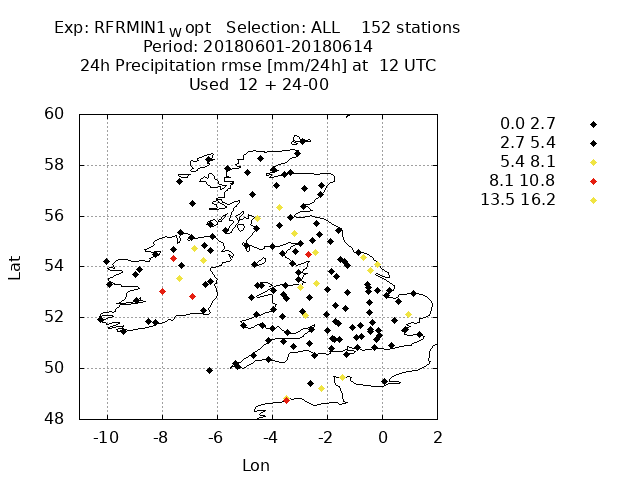 Exp: RFRMIN1_W opt Selection: ALL 152 stations
Period: 20180601-20180614
24h Precipitation rmse [mm/24h] at 12 UTC
Used 12 + 24-00
0.0 2.7
2.7 5.4
5.4 8.1
8.1 10.8
13.5 16.2
60
58
56
54
52
50
48
Lat
-10 -8 -6 -4 -2 0 2
Lon